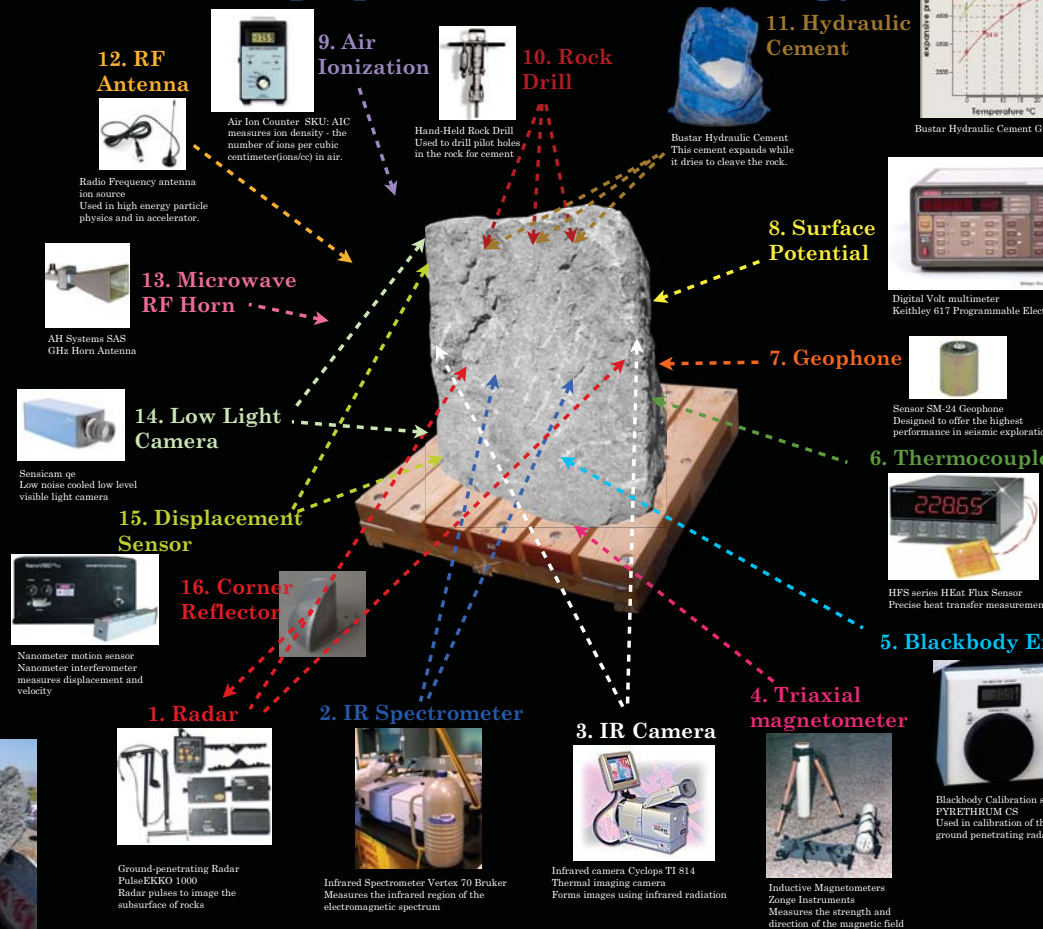 12. RF
Antenna
Radio Frequency antenna
ion source
Used in high energy particle
physics and in accelerator.
9. Air
Ionization
Air Ion Counter SKU: AIC
measures ion density - the
number of ions per cubic
centimeter(ions/cc) in air.
10. Rock
Drill
Hand-Held Rock Drill
Used to drill pilot holes
in the rock for cement
11. Hydraulic
Cement
Bustar Hydraulic Cement
This cement expands while
it dries to cleave the rock.
Temperature °C
Bustar Hydraulic Cement G
13. Microwave
RF Horn
AH Systems SAS
GHz Horn Antenna
8. Surface
Potential
Digital Volt multimeter
Keithley 617 Programmable Elect
7. Geophone
Sensor SM-24 Geophone
Designed to offer the highest
performance in seismic exploratio
14. Low Light
Camera
Sensicam qe
Low noise cooled low level
visible light camera
6. Thermocouple
228.65
HFS series HEat Flux Sensor
Precise heat transfer measuremen
15. Displacement
Sensor
Nanometer motion sensor
Nanometer interferometer
measures displacement and
velocity
16. Corner
Reflector
5. Blackbody E
Blackbody Calibration s
PYRETHRUM CS
Used in calibration of th
ground penetrating rada
1. Radar
Ground-penetrating Radar
PulseEKKO 1000
Radar pulses to image the
subsurface of rocks
2. IR Spectrometer
Infrared Spectrometer Vertex 70 Bruker
Measures the infrared region of the
electromagnetic spectrum
3. IR Camera
Infrared camera Cyclops TI 814
Thermal imaging camera
Forms images using infrared radiation
4. Triaxial
magnetometer
Inductive Magnetometers
Zonge Instruments
Measures the strength and
direction of the magnetic field